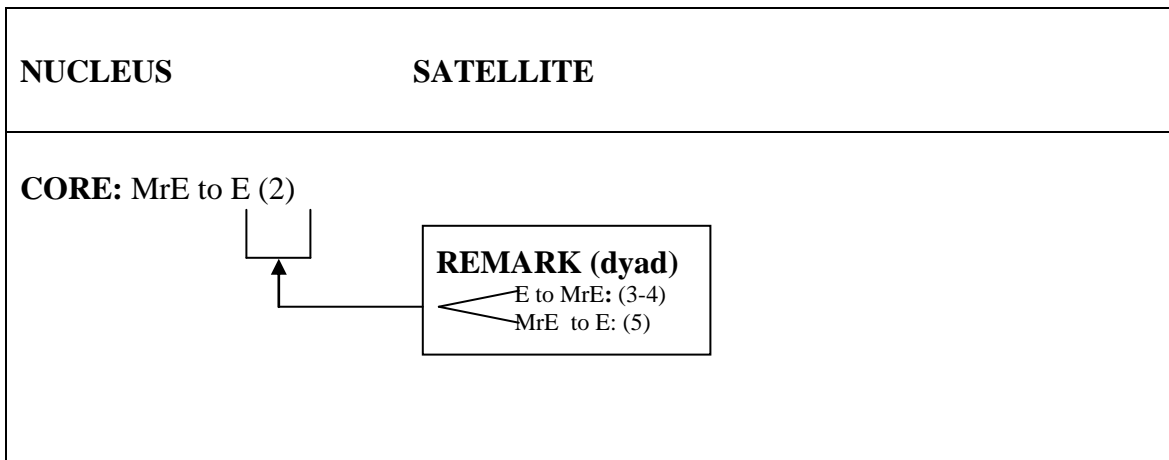 NUCLEUS SATELLITE
CORE: MrE to E (2)
REMARK (dyad)
E to MrE: (3-4)
MrE to E: (5)